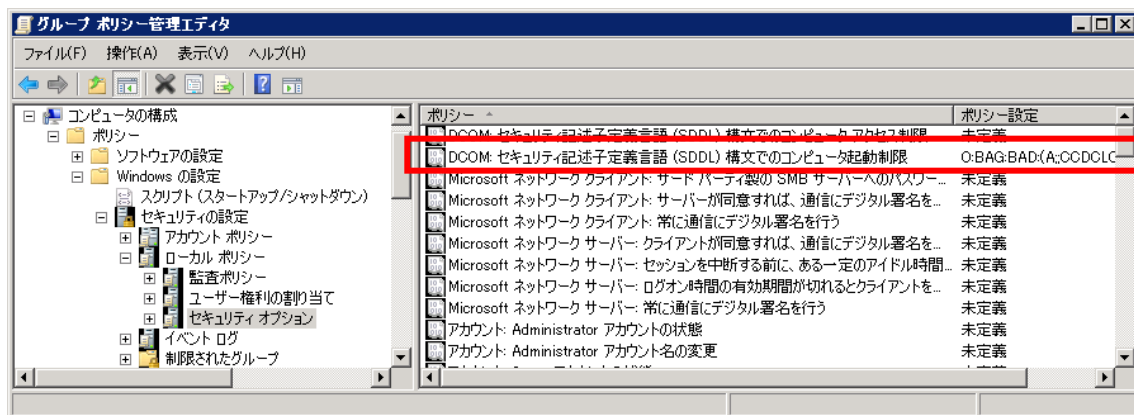 グループ ポリシー管理エディタ
ファイル(F) 操作(A) 表示(V) ヘルプ(H)
コンピュータの構成
ポリシー
ソフトウェアの設定
Windows の設定
スクリプト (スタートアップ/シャットダウン)
セキュリティの設定
アカウント ポリシー
ローカル ポリシー
監査ポリシー
ユーザー権利の割り当て
セキュリティ オプション
イベント ログ
制限されたグループ
ポリシー ポリシー設定
DCOM: セキュリティ記述子定義言語 (SDDL) 構文でのコンピュータ アクセス制限 未定義
DCOM: セキュリティ記述子定義言語 (SDDL) 構文でのコンピュータ起動制限 O:BAG:BAD:(A;;CCDCLC
Microsoft ネットワーク クライアント: サード パーティ製の SMB サーバーへのパスワー... 未定義
Microsoft ネットワーク クライアント: サーバーが同意すれば、通信にデジタル署名を... 未定義
Microsoft ネットワーク クライアント: 常に通信にデジタル署名を行う 未定義
Microsoft ネットワーク サーバー: クライアントが同意すれば、通信にデジタル署名を... 未定義
Microsoft ネットワーク サーバー: セッションを中断する前に、ある一定のアイドル時間... 未定義
Microsoft ネットワーク サーバー: ログオン時間の有効期間が切れるとクライアントを... 未定義
Microsoft ネットワーク サーバー: 常に通信にデジタル署名を行う 未定義
アカウント: Administrator アカウントの状態 未定義
アカウント: Administrator アカウント名の変更 未定義